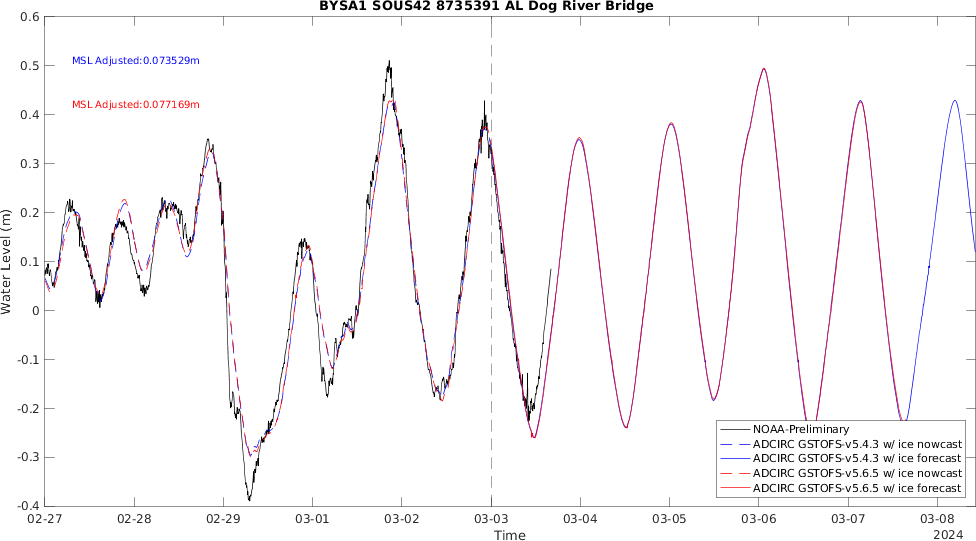 BYSA1 SOUS42 8735391 AL Dog River Bridge
0.6
0.5
0.4
0.3
0.2
0.1
0
-0.1
-0.2
-0.3
-0.4
Water Level (m)
MSL Adjusted:0.073529m
MSL Adjusted:0.077169m
NOAA-Preliminary
ADCIRC GSTOFS-v5.4.3 w/ ice nowcast
ADCIRC GSTOFS-v5.4.3 w/ ice forecast
ADCIRC GSTOFS-v5.6.5 w/ ice nowcast
ADCIRC GSTOFS-v5.6.5 w/ ice forecast
02-27 02-28 02-29 03-01 03-02 03-03 03-04 03-05 03-06 03-07 03-08
2024
Time